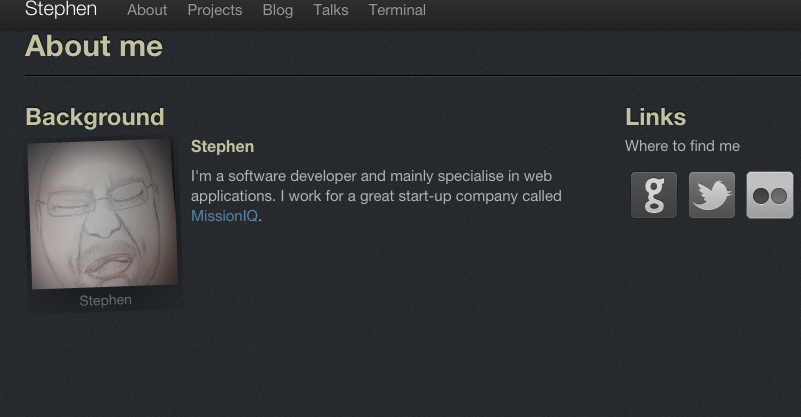 Stephen About Projects Blog Talks Terminal
About me
Background
Stephen
I'm a software developer and mainly specialise in web
applications. I work for a great start-up company called
MissionIQ.
Stephen
Links
Where to find me
g